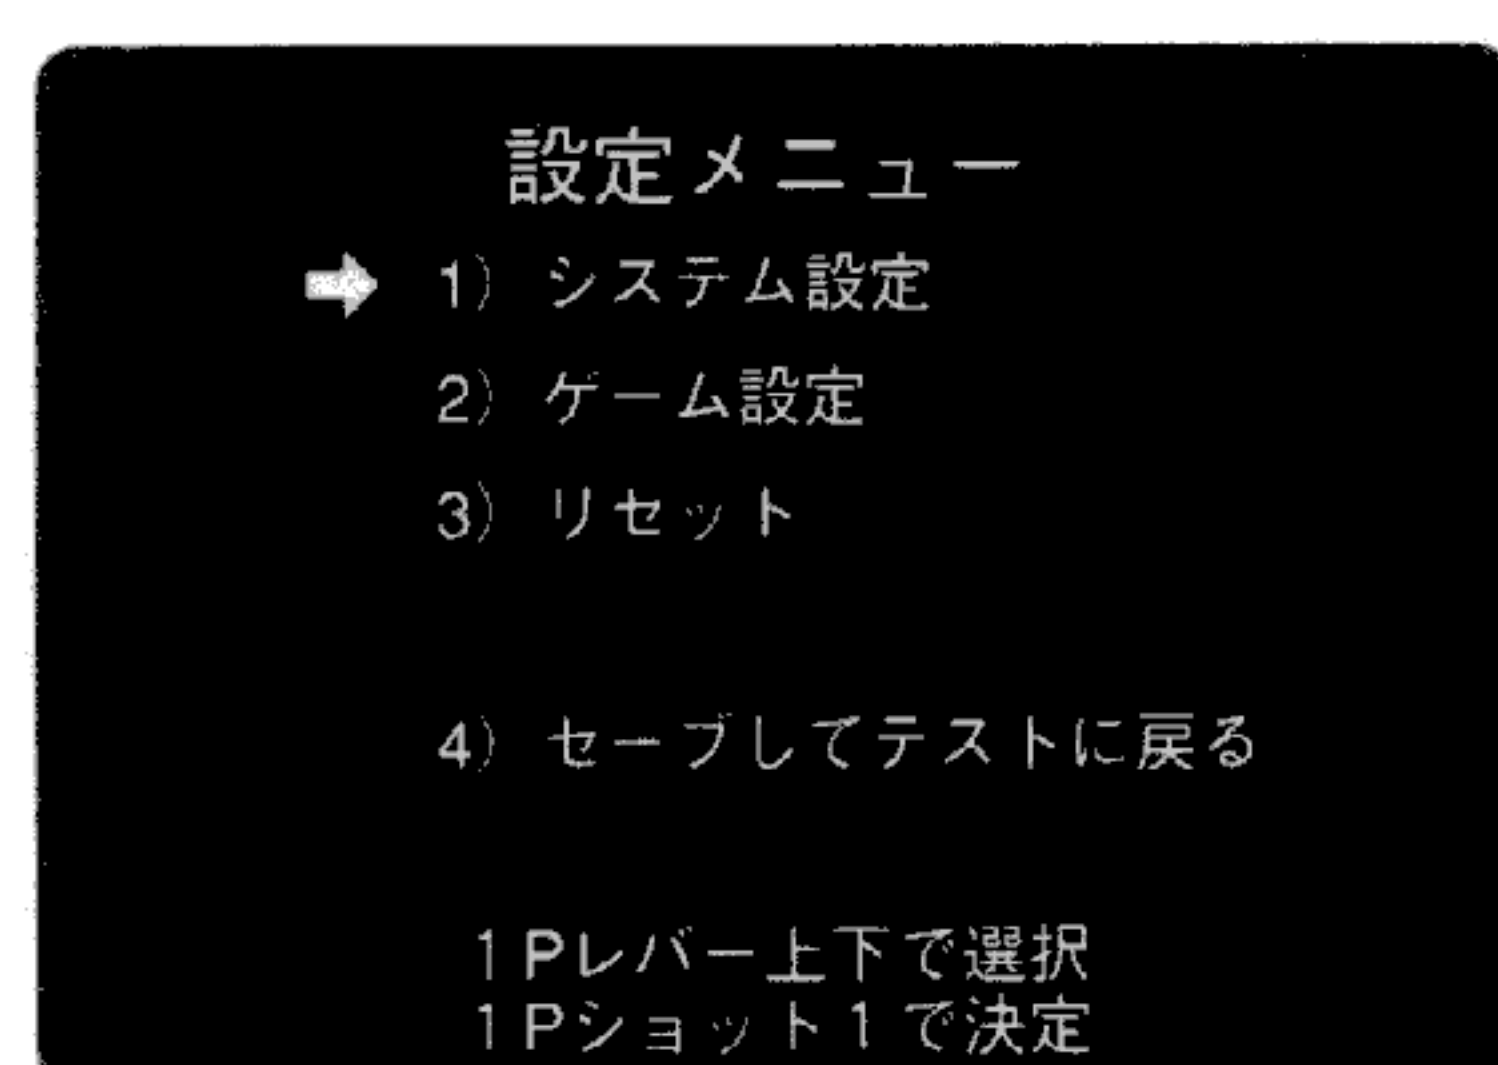 設定メニュー
1) システム設定
2) ゲーム設定
3) リセット
4) セーブしてテストに戻る
1Pレバー上下で選択
1Pショット1で決定